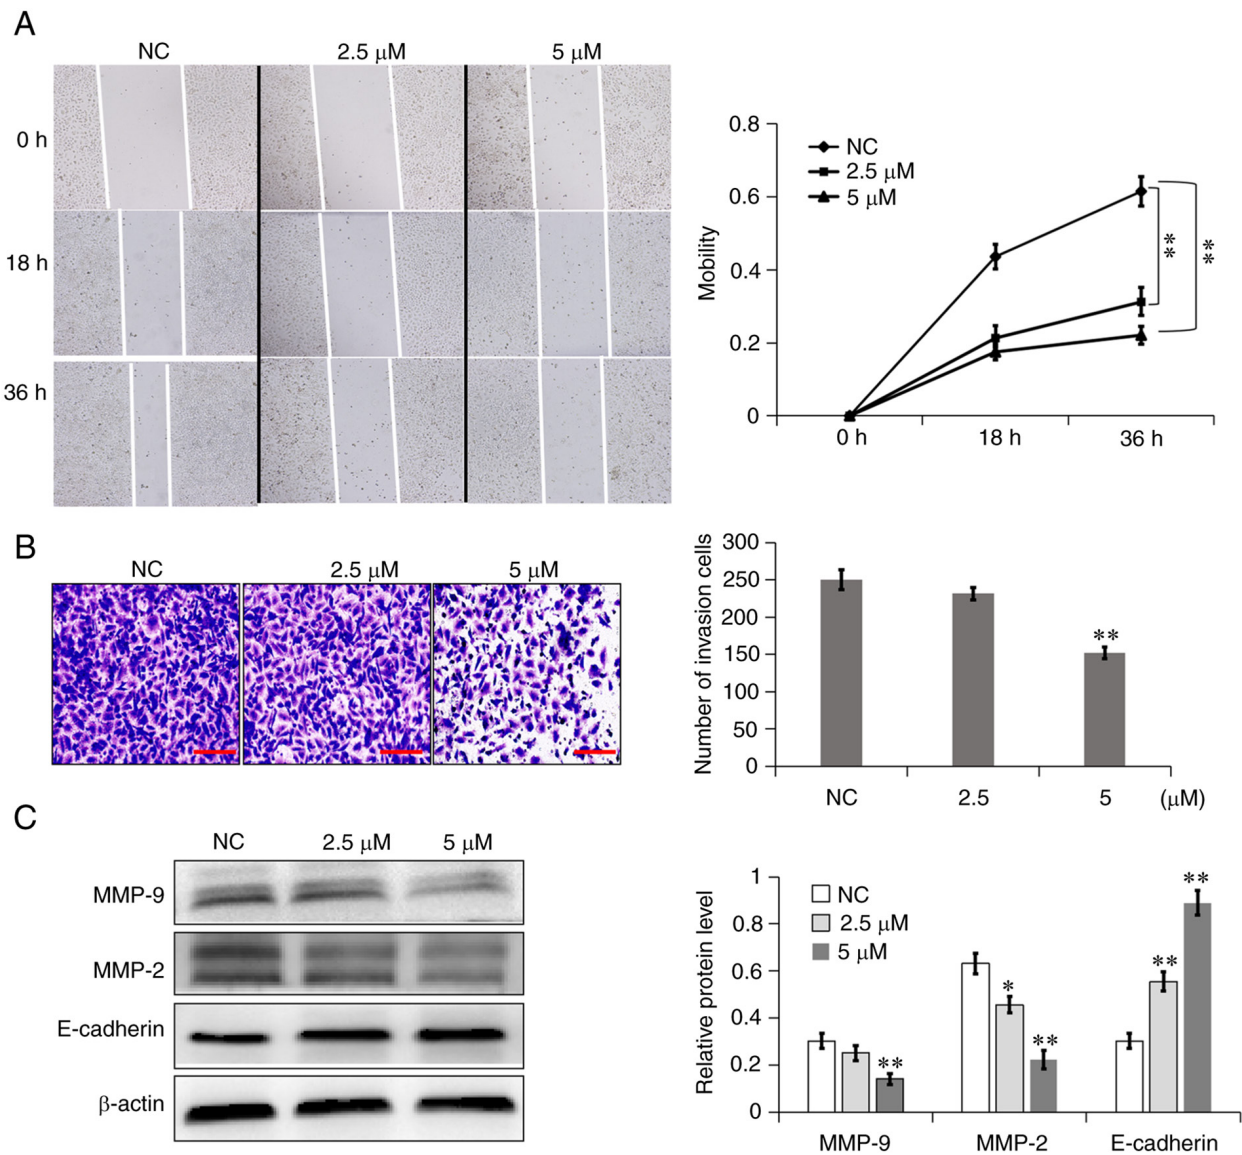 A
NC 2.5 μM 5 μM
0 h
18 h
36 h
Mobility
0.8
0.6
0.4
0.2
0
NC
2.5 μM
5 μM
**
**
0 h 18 h 36 h
B
NC 2.5 μM 5 μM
Number of invasion cells
300
250
200
150
100
50
0
**
NC 2.5 5 (μM)
C
NC 2.5 μM 5 μM
MMP-9
MMP-2
E-cadherin
β-actin
Relative protein level
1
0.8
0.6
0.4
0.2
0
NC
2.5 μM
5 μM
**
*
**
**
**
MMP-9 MMP-2 E-cadherin